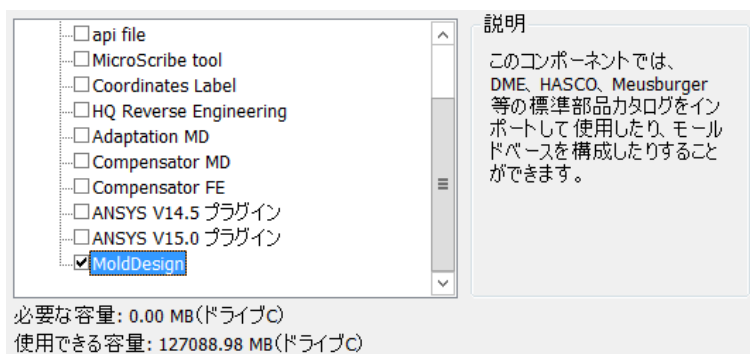 api file
MicroScribe tool
Coordinates Label
HQ Reverse Engineering
Adaptation MD
Compensator MD
Compensator FE
ANSYS V14.5 プラグイン
ANSYS V15.0 プラグイン
MoldDesign
説明
このコンポーネントでは、
DME、HASCO、Meusburger
等の標準部品カタログをイン
ポートして使用したり、モール
ドベースを構成したりすること
ができます。
必要な容量: 0.00 MB(ドライブC)
使用できる容量: 127088.98 MB(ドライブC)